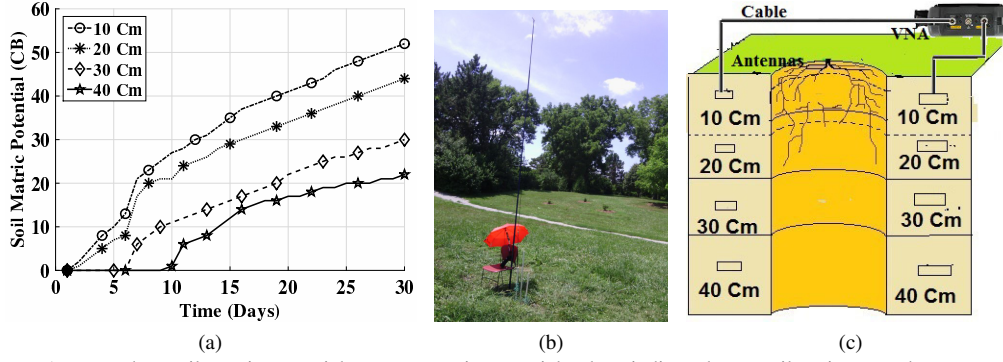 60
50
40
30
20
10
0
Soil Matric Potential (CB)
10 Cm
20 Cm
30 Cm
40 Cm
0
5
10
15
20
25
30
Time (Days)
(a)
(b)
Cable
VNA
Antennas
10 Cm
10 Cm
20 Cm
20 Cm
30 Cm
30 Cm
40 Cm
40 Cm
(c)